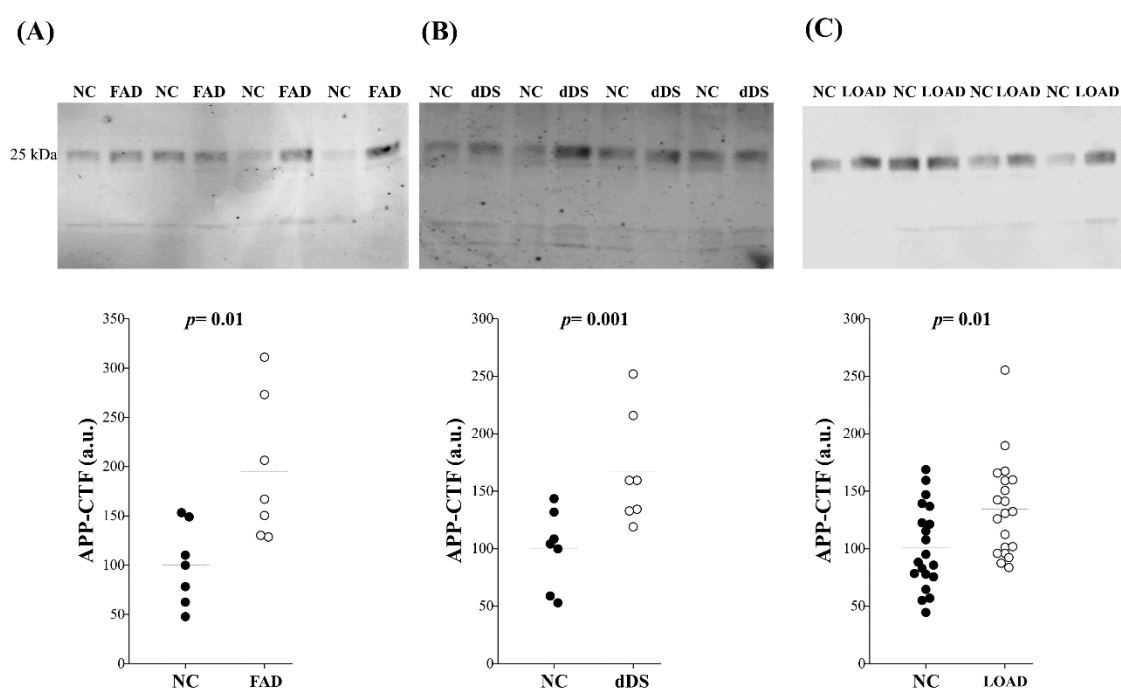 (A)
NC FAD NC FAD NC FAD NC FAD
25 kDa
350
300
250
200
150
100
50
0
APP-CTF (a.u.)
p= 0.01
NC FAD
(B)
NC dDS NC dDS NC dDS NC dDS
300
250
200
150
100
50
0
APP-CTF (a.u.)
p= 0.001
NC dDS
(C)
NC LOAD NC LOAD NC LOAD NC LOAD
300
250
200
150
100
50
0
APP-CTF (a.u.)
p= 0.01
NC LOAD